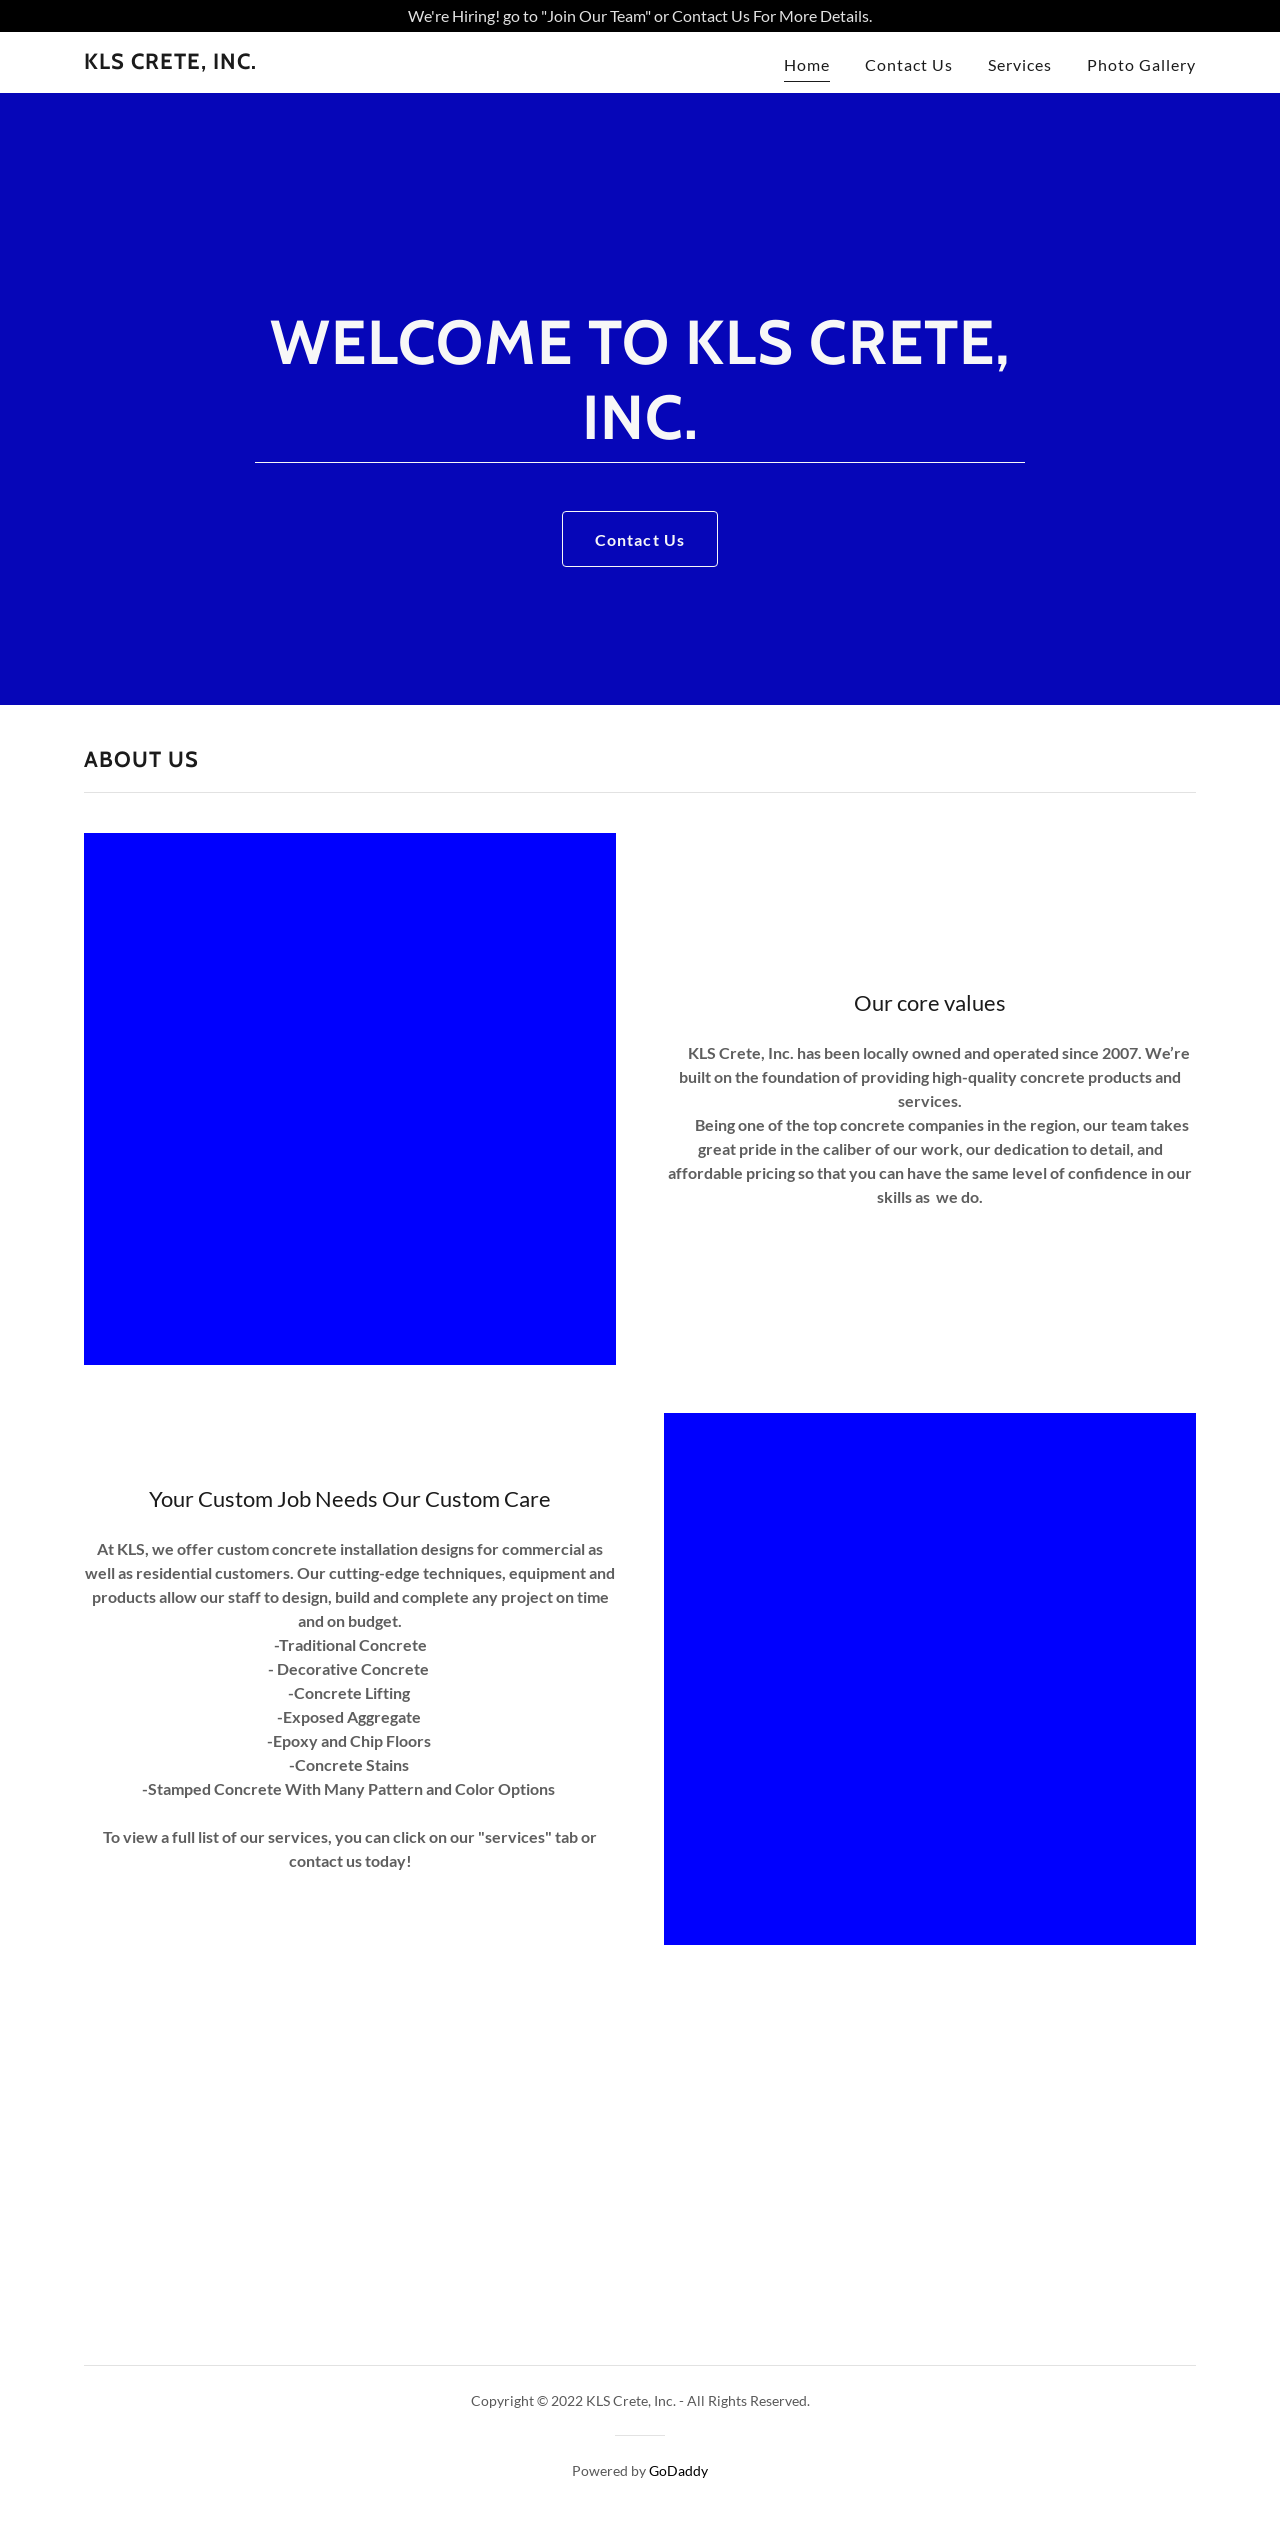 We're Hiring! go to "Join Our Team" or Contact Us For More Details.
KLS CRETE, INC.
Home Contact Us Services Photo Gallery
WELCOME TO KLS CRETE,
INC.
Contact Us
ABOUT US
Our core values
KLS Crete, Inc. has been locally owned and operated since 2007. We’re
built on the foundation of providing high-quality concrete products and
services.
Being one of the top concrete companies in the region, our team takes
great pride in the caliber of our work, our dedication to detail, and
affordable pricing so that you can have the same level of confidence in our
skills as  we do.
Your Custom Job Needs Our Custom Care
At KLS, we offer custom concrete installation designs for commercial as
well as residential customers. Our cutting-edge techniques, equipment and
products allow our staff to design, build and complete any project on time
and on budget.
-Traditional Concrete
- Decorative Concrete
-Concrete Lifting
-Exposed Aggregate
-Epoxy and Chip Floors
-Concrete Stains
-Stamped Concrete With Many Pattern and Color Options
To view a full list of our services, you can click on our "services" tab or
contact us today!
Copyright © 2022 KLS Crete, Inc. - All Rights Reserved.
Powered by GoDaddy